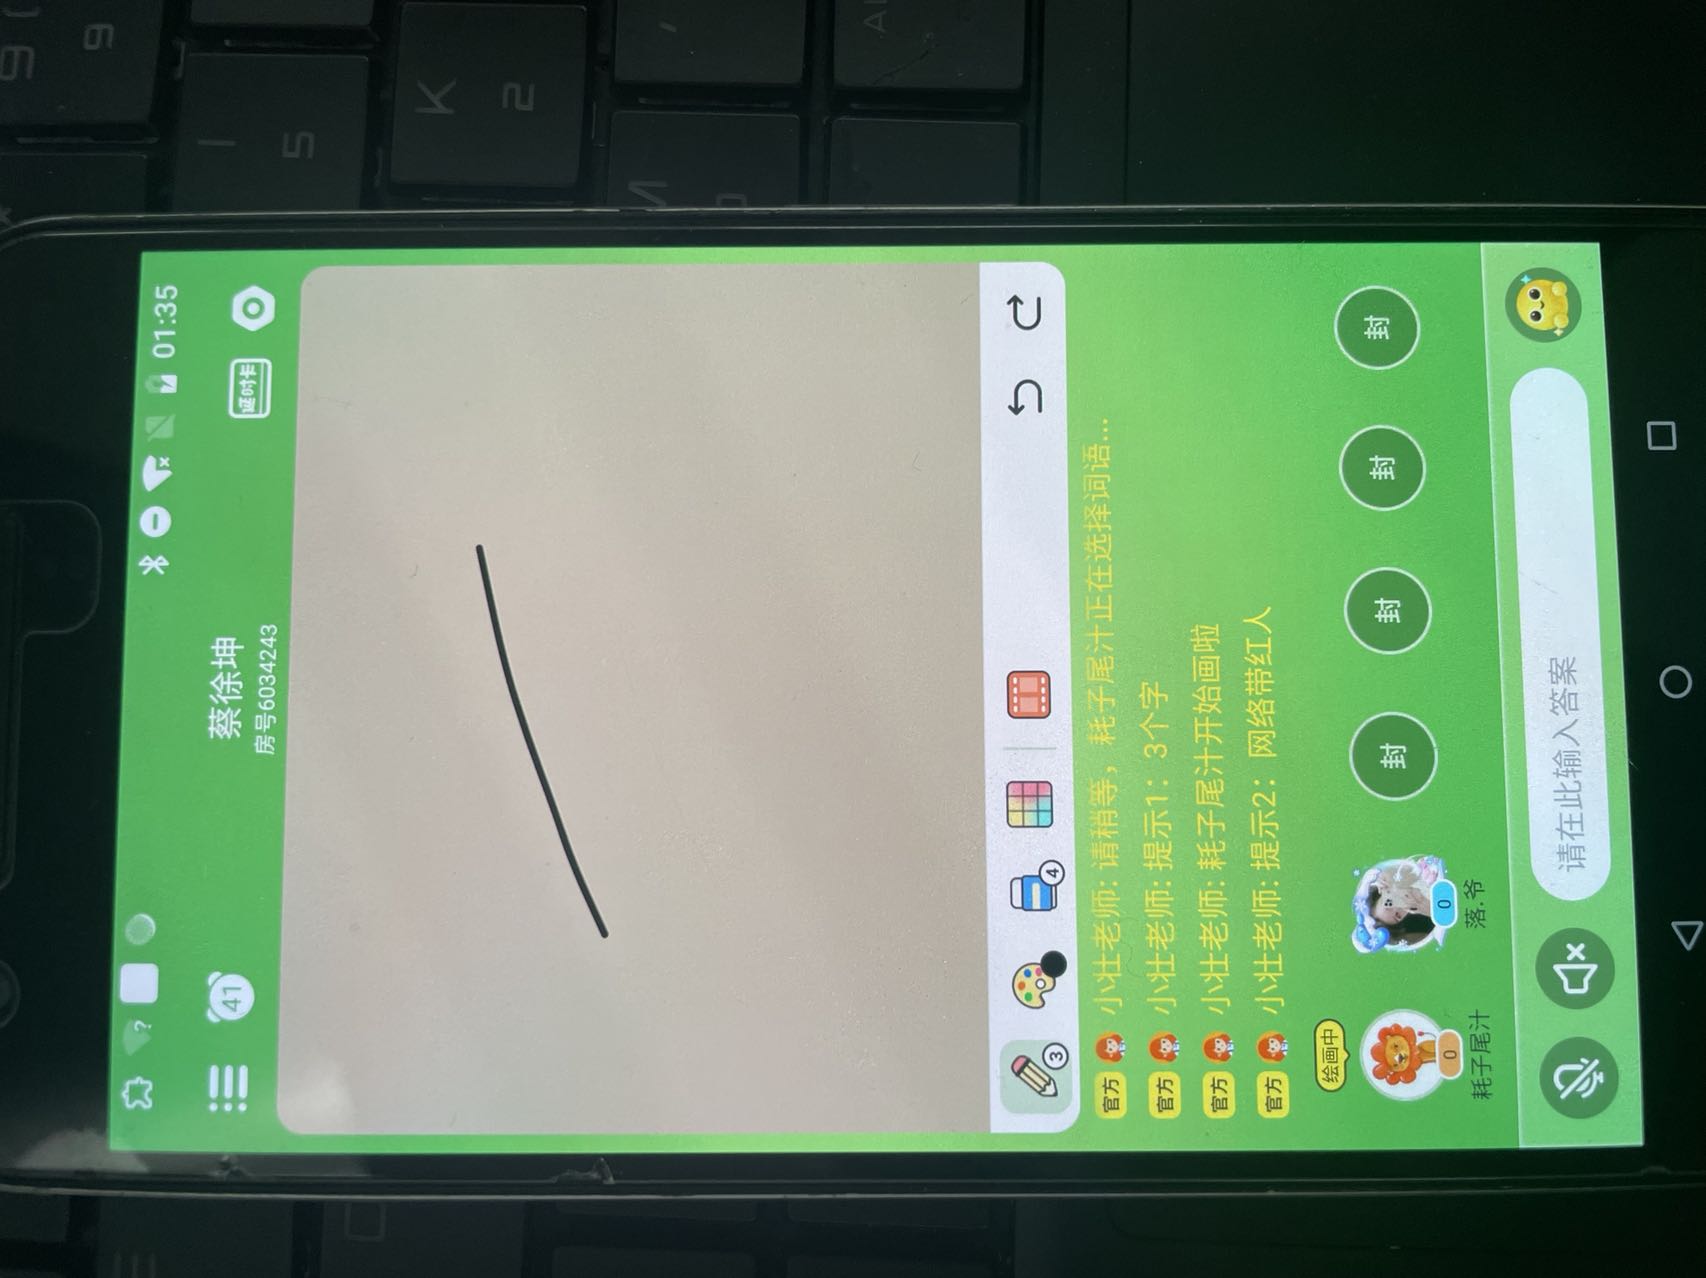 01:35
41
蔡徐坤
延时卡
房号6034243
3
4
官方 小壮老师: 请稍等，耗子尾汁正在选择词语...
官方 小壮老师: 提示1：3个字
官方 小壮老师: 耗子尾汁开始画啦
官方 小壮老师: 提示2：网络带红人
绘画中
封 封 封 封
0 0
耗子尾汁 落.爷
请在此输入答案
9
9
I
5
K
2
M